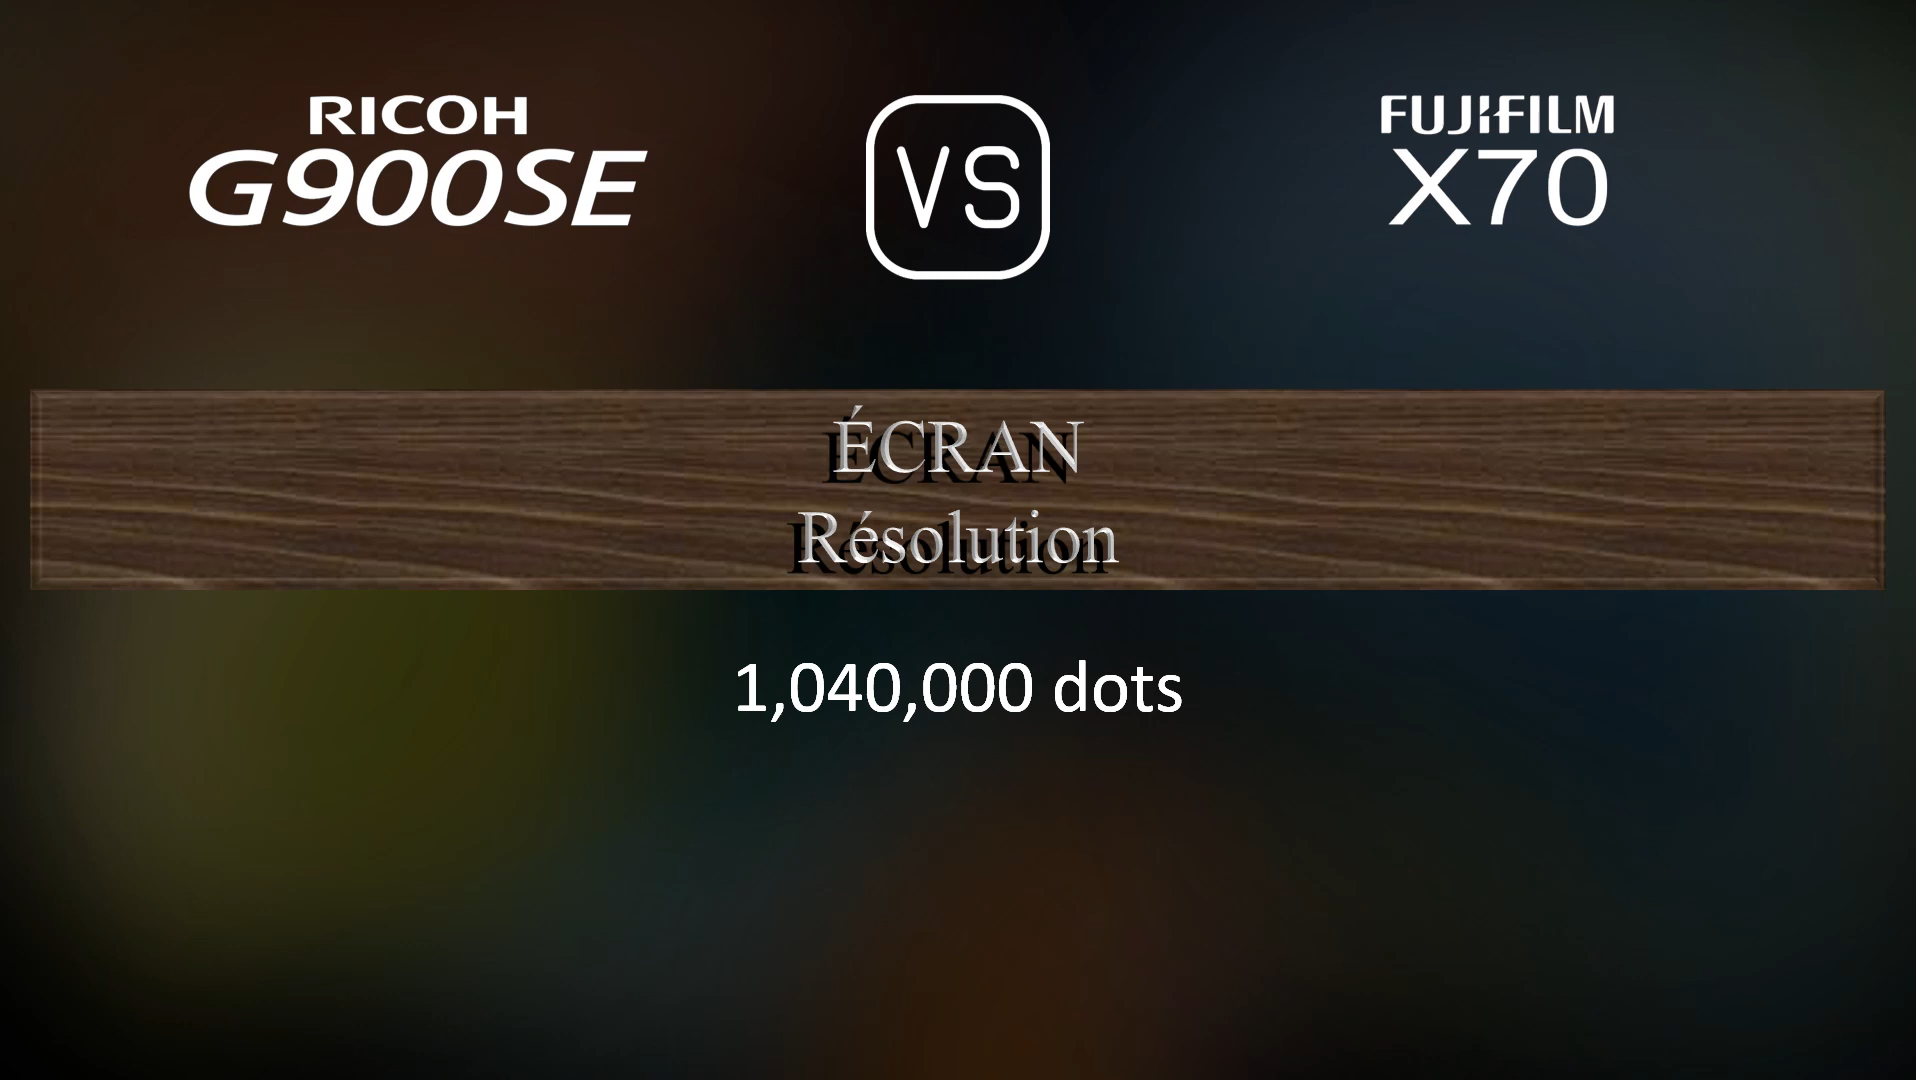 RICOH
G900SE
VS
FUJIFILM
X70
ÉCRAN
Résolution
1,040,000 dots